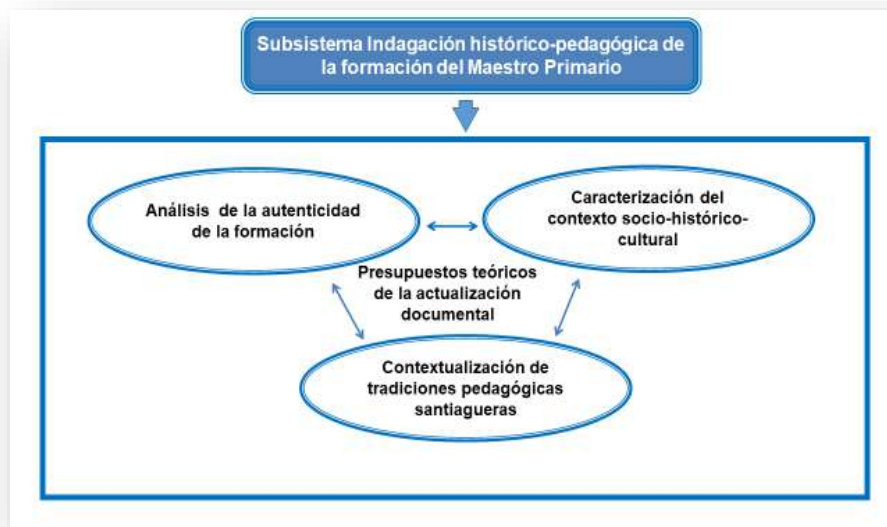 Subsistema Indagación histórico-pedagógica de
la formación del Maestro Primario
Análisis de la autenticidad
de la formación
Caracterización del
contexto socio-histórico-
cultural
Presupuestos teóricos
de la actualización
documental
Contextualización de
tradiciones pedagógicas
santiagueras